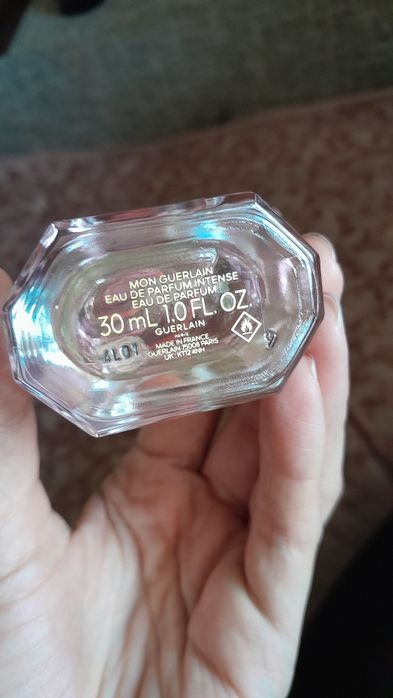 MON GUERLAIN
EAU DE PARFUM INTENSE
EAU DE PARFUM
30 mL 1.0 FL. OZ.
GUERLAIN
PARIS
MADE IN FRANCE
GUERLAIN 75008 PARIS
UK - KT12 4NH